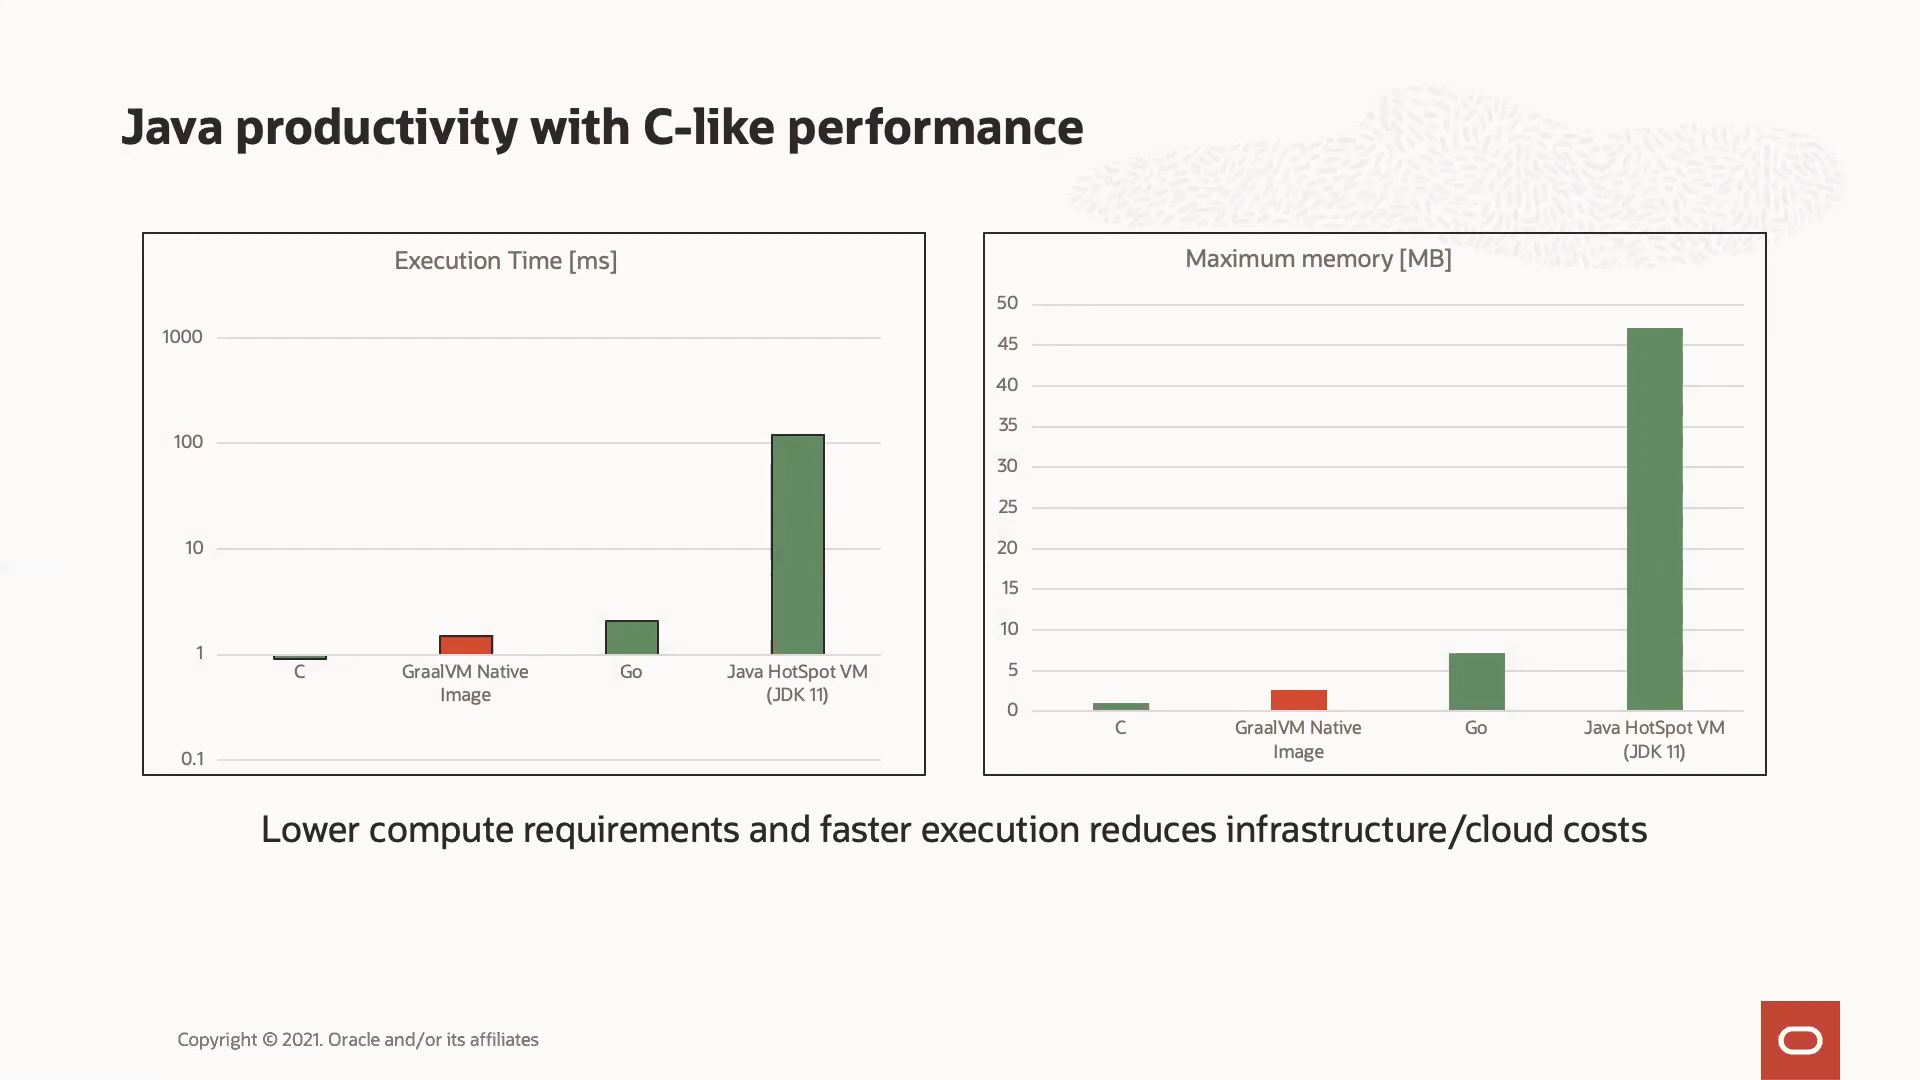 Java productivity with C-like performance
Execution Time [ms]
1000
100
10
1
0.1
C
GraalVM Native
Image
Go
Java HotSpot VM
(JDK 11)
Maximum memory [MB]
50
45
40
35
30
25
20
15
10
5
0
C
GraalVM Native
Image
Go
Java HotSpot VM
(JDK 11)
Lower compute requirements and faster execution reduces infrastructure/cloud costs
Copyright © 2021. Oracle and/or its affiliates